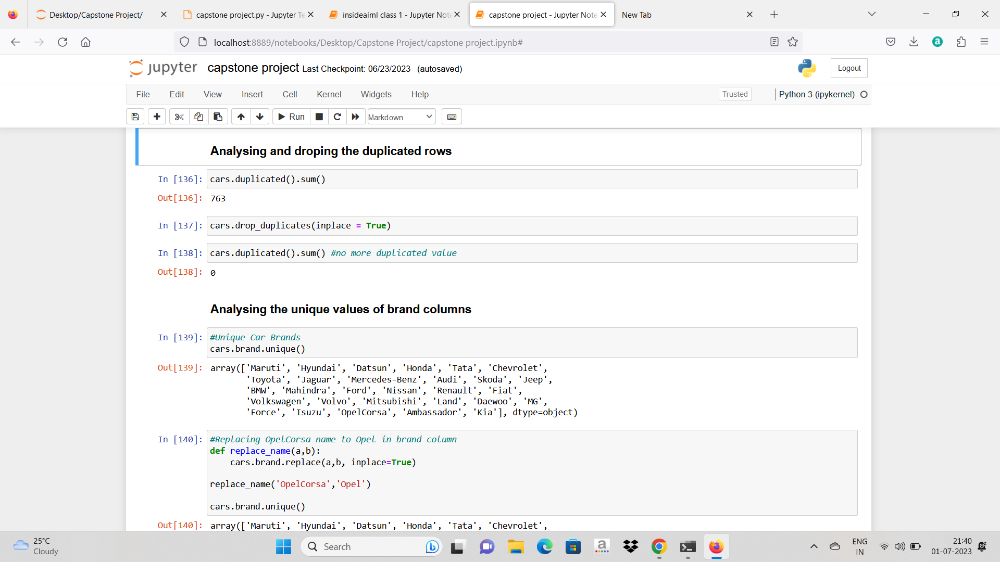 Desktop/Capstone Project/
capstone project.py - Jupyter Te
insideaiml class 1 - Jupyter Note
capstone project - Jupyter Note
New Tab
localhost:8889/notebooks/Desktop/Capstone Project/capstone project.ipynb#
jupyter capstone project Last Checkpoint: 06/23/2023 (autosaved)
Logout
File Edit View Insert Cell Kernel Widgets Help
Trusted
Python 3 (ipykernel)
Run
Markdown
Analysing and droping the duplicated rows
In [136]: cars.duplicated().sum()
Out[136]: 763
In [137]: cars.drop_duplicates(inplace = True)
In [138]: cars.duplicated().sum() #no more duplicated value
Out[138]: 0
Analysing the unique values of brand columns
In [139]: #Unique Car Brands
cars.brand.unique()
Out[139]: array(['Maruti', 'Hyundai', 'Datsun', 'Honda', 'Tata', 'Chevrolet',
'Toyota', 'Jaguar', 'Mercedes-Benz', 'Audi', 'Skoda', 'Jeep',
'BMW', 'Mahindra', 'Ford', 'Nissan', 'Renault', 'Fiat',
'Volkswagen', 'Volvo', 'Mitsubishi', 'Land', 'Daewoo', 'MG',
'Force', 'Isuzu', 'OpelCorsa', 'Ambassador', 'Kia'], dtype=object)
In [140]: #Replacing OpelCorsa name to Opel in brand column
def replace_name(a,b):
cars.brand.replace(a,b, inplace=True)
replace_name('OpelCorsa','Opel')
cars.brand.unique()
Out[140]: array(['Maruti', 'Hyundai', 'Datsun', 'Honda', 'Tata', 'Chevrolet',
25°C
Cloudy
Search
ENG
IN
21:40
01-07-2023